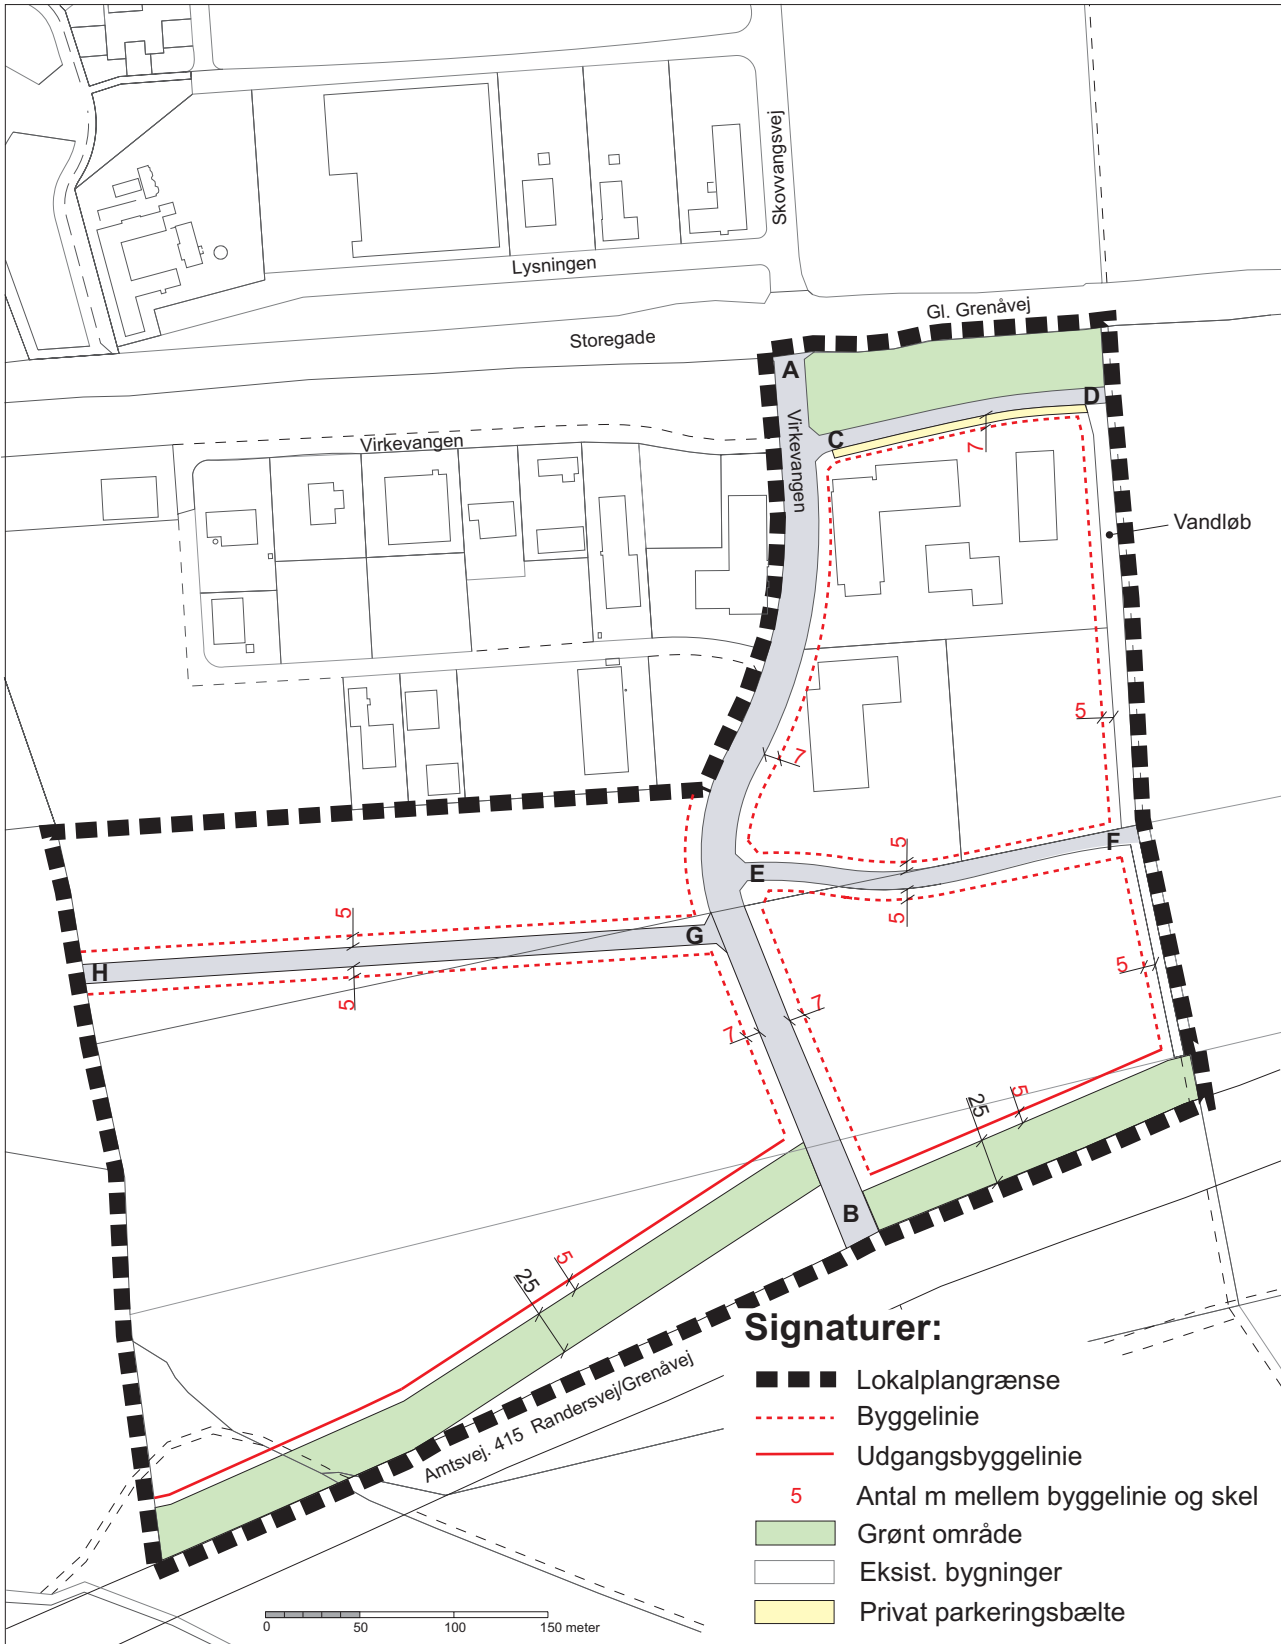 Skovvangsvej
Lysningen
Gl. Grenåvej
Storegade
A
D
Virkevangen
C
7
Virkevangen
Vandløb
5
7
5
E
F
5
5
G
H
5
5
7
7
5
25
5
B
25
5
Amtsvej. 415 Randersvej/Grenåvej
Signaturer:
Lokalplangrænse
Byggelinie
Udgangsbyggelinie
5 Antal m mellem byggelinie og skel
Grønt område
Eksist. bygninger
Privat parkeringsbælte
0 50 100 150 meter